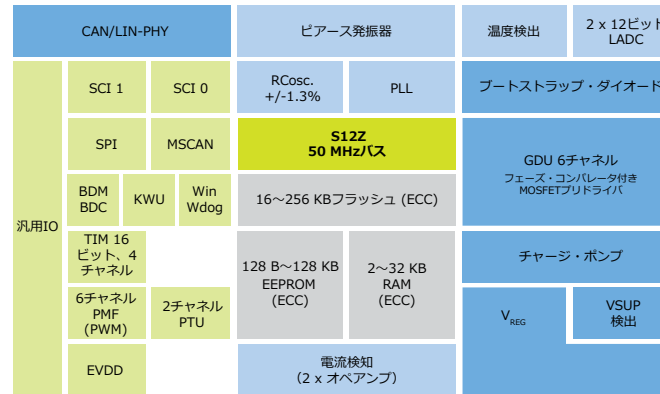 CAN/LIN-PHY
ピアース発振器
温度検出
2 x 12ビット
LADC
汎用IO
SCI 1
SCI 0
RCosc.
+/-1.3%
PLL
ブートストラップ・ダイオード
SPI
MSCAN
S12Z
50 MHzバス
GDU 6チャネル
フェーズ・コンパレータ付き
MOSFETプリドライバ
BDM
BDC
KWU
Win
Wdog
16～256 KBフラッシュ (ECC)
TIM 16
ビット、4
チャネル
128 B～128 KB
EEPROM
(ECC)
2～32 KB
RAM
(ECC)
チャージ・ポンプ
6チャネル
PMF
(PWM)
2チャネル
PTU
VREG
VSUP
検出
EVDD
電流検知
（2 x オペアンプ）